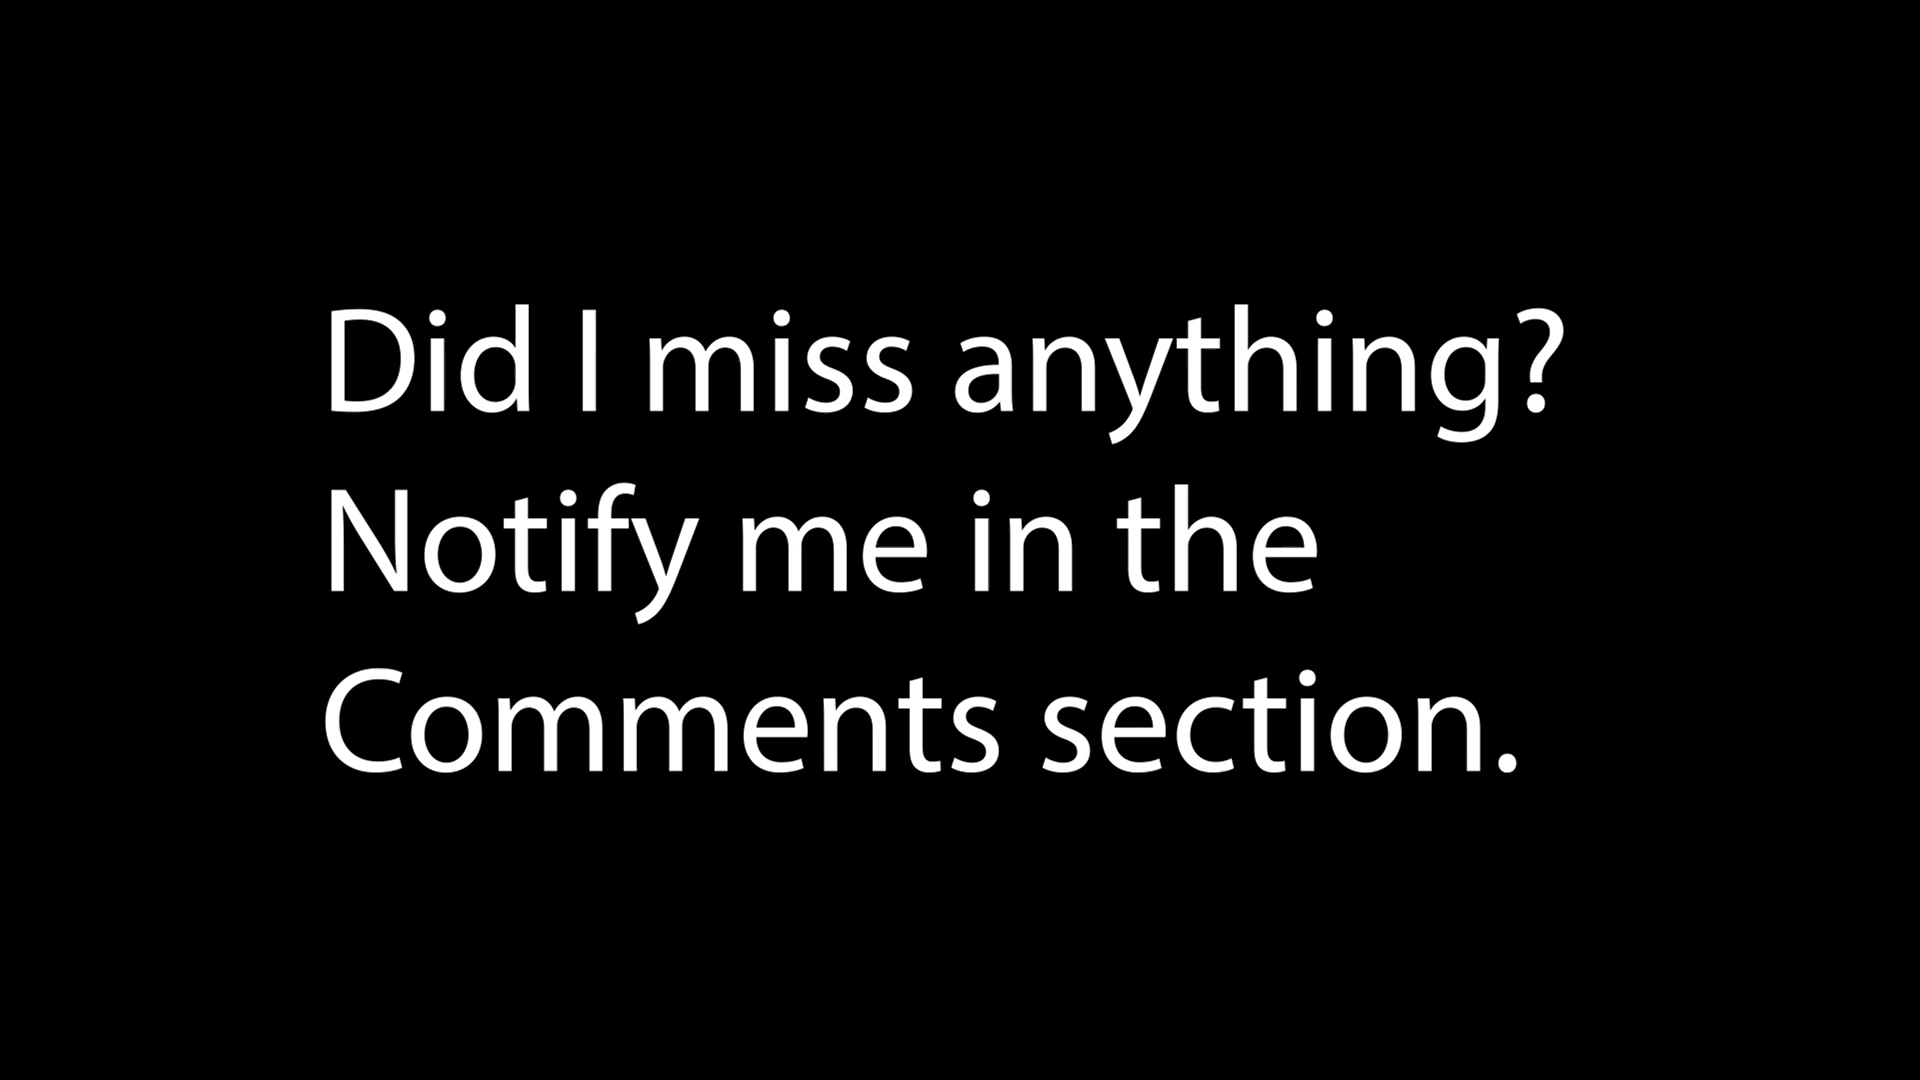 Did I miss anything?
Notify me in the
Comments section.